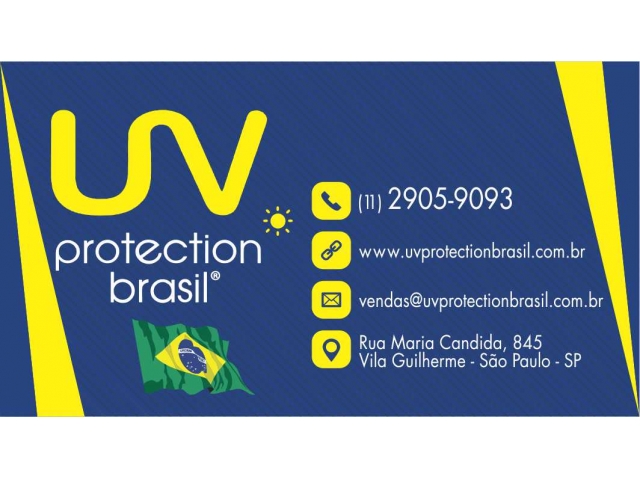 UV
protection
brasil®
(11) 2905-9093
www.uvprotectionbrasil.com.br
vendas@uvprotectionbrasil.com.br
Rua Maria Candida, 845
Vila Guilherme - São Paulo - SP